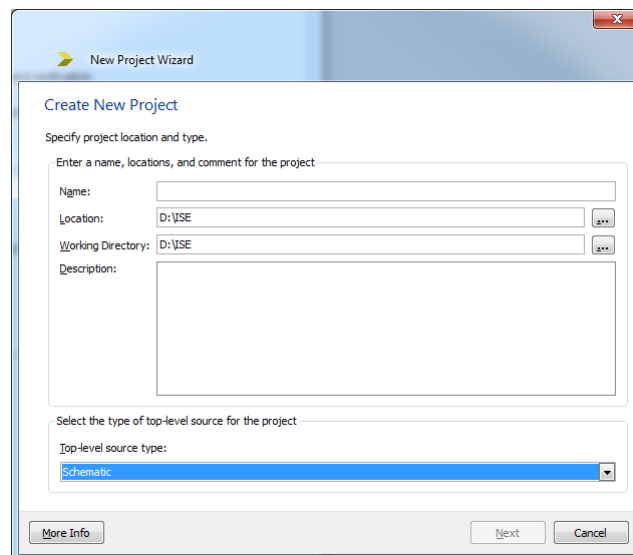 x
New Project Wizard
Create New Project
Specify project location and type.
Enter a name, locations, and comment for the project
Name:
Location: D:\ISE ...
Working Directory: D:\ISE ...
Description:
Select the type of top-level source for the project
Top-level source type:
Schematic
More Info Next Cancel